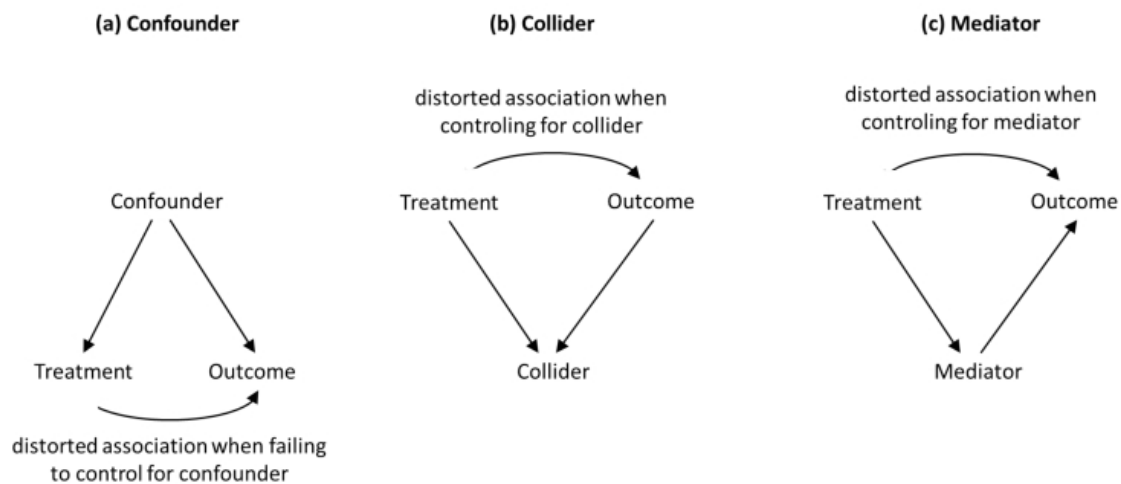 (a) Confounder
Confounder
Treatment
Outcome
distorted association when failing
to control for confounder
(b) Collider
distorted association when
controling for collider
Treatment
Outcome
Collider
(c) Mediator
distorted association when
controling for mediator
Treatment
Outcome
Mediator